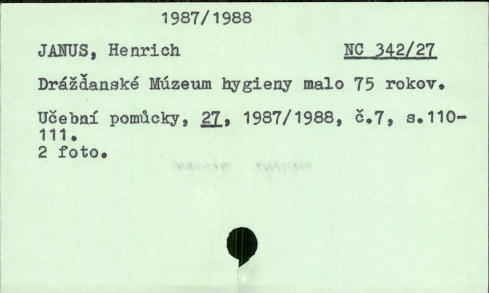 1987/1988
JANUS, Henrich NC 342/27
Drážďanské Múzeum hygieny malo 75 rokov.
Učební pomůcky, 27, 1987/1988, č.7, s.110-
111.
2 foto.